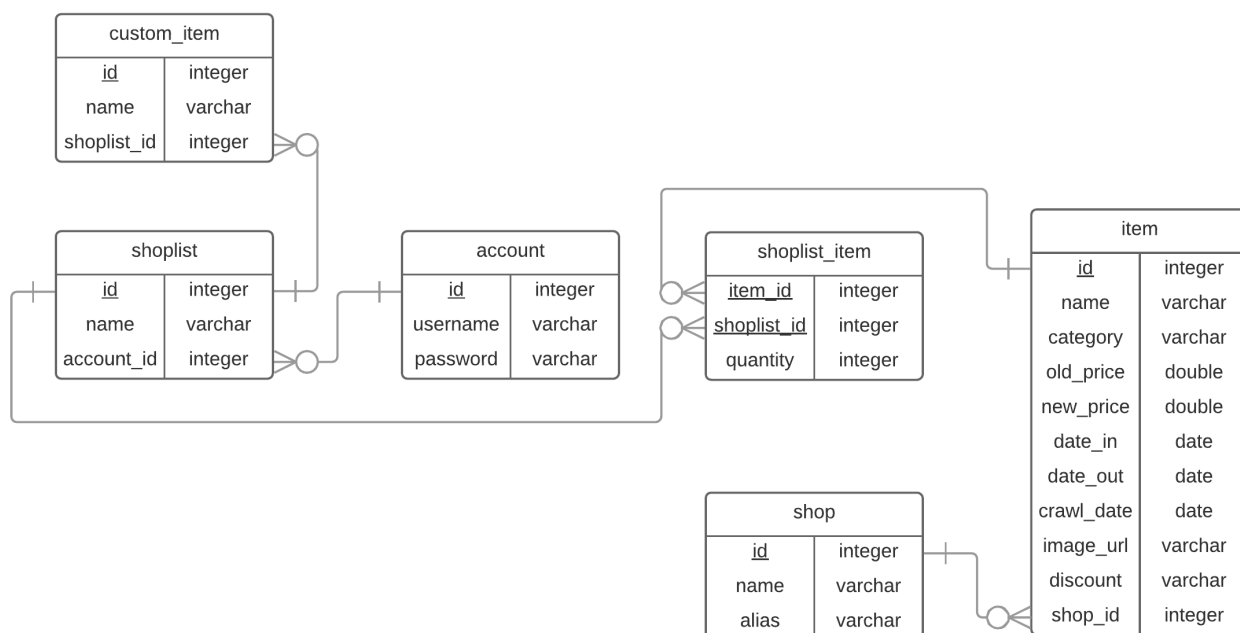 custom_item
id integer
name varchar
shoplist_id integer
shoplist
id integer
name varchar
account_id integer
account
id integer
username varchar
password varchar
shoplist_item
item_id integer
shoplist_id integer
quantity integer
item
id integer
name varchar
category varchar
old_price double
new_price double
date_in date
date_out date
crawl_date date
image_url varchar
discount varchar
shop_id integer
shop
id integer
name varchar
alias varchar